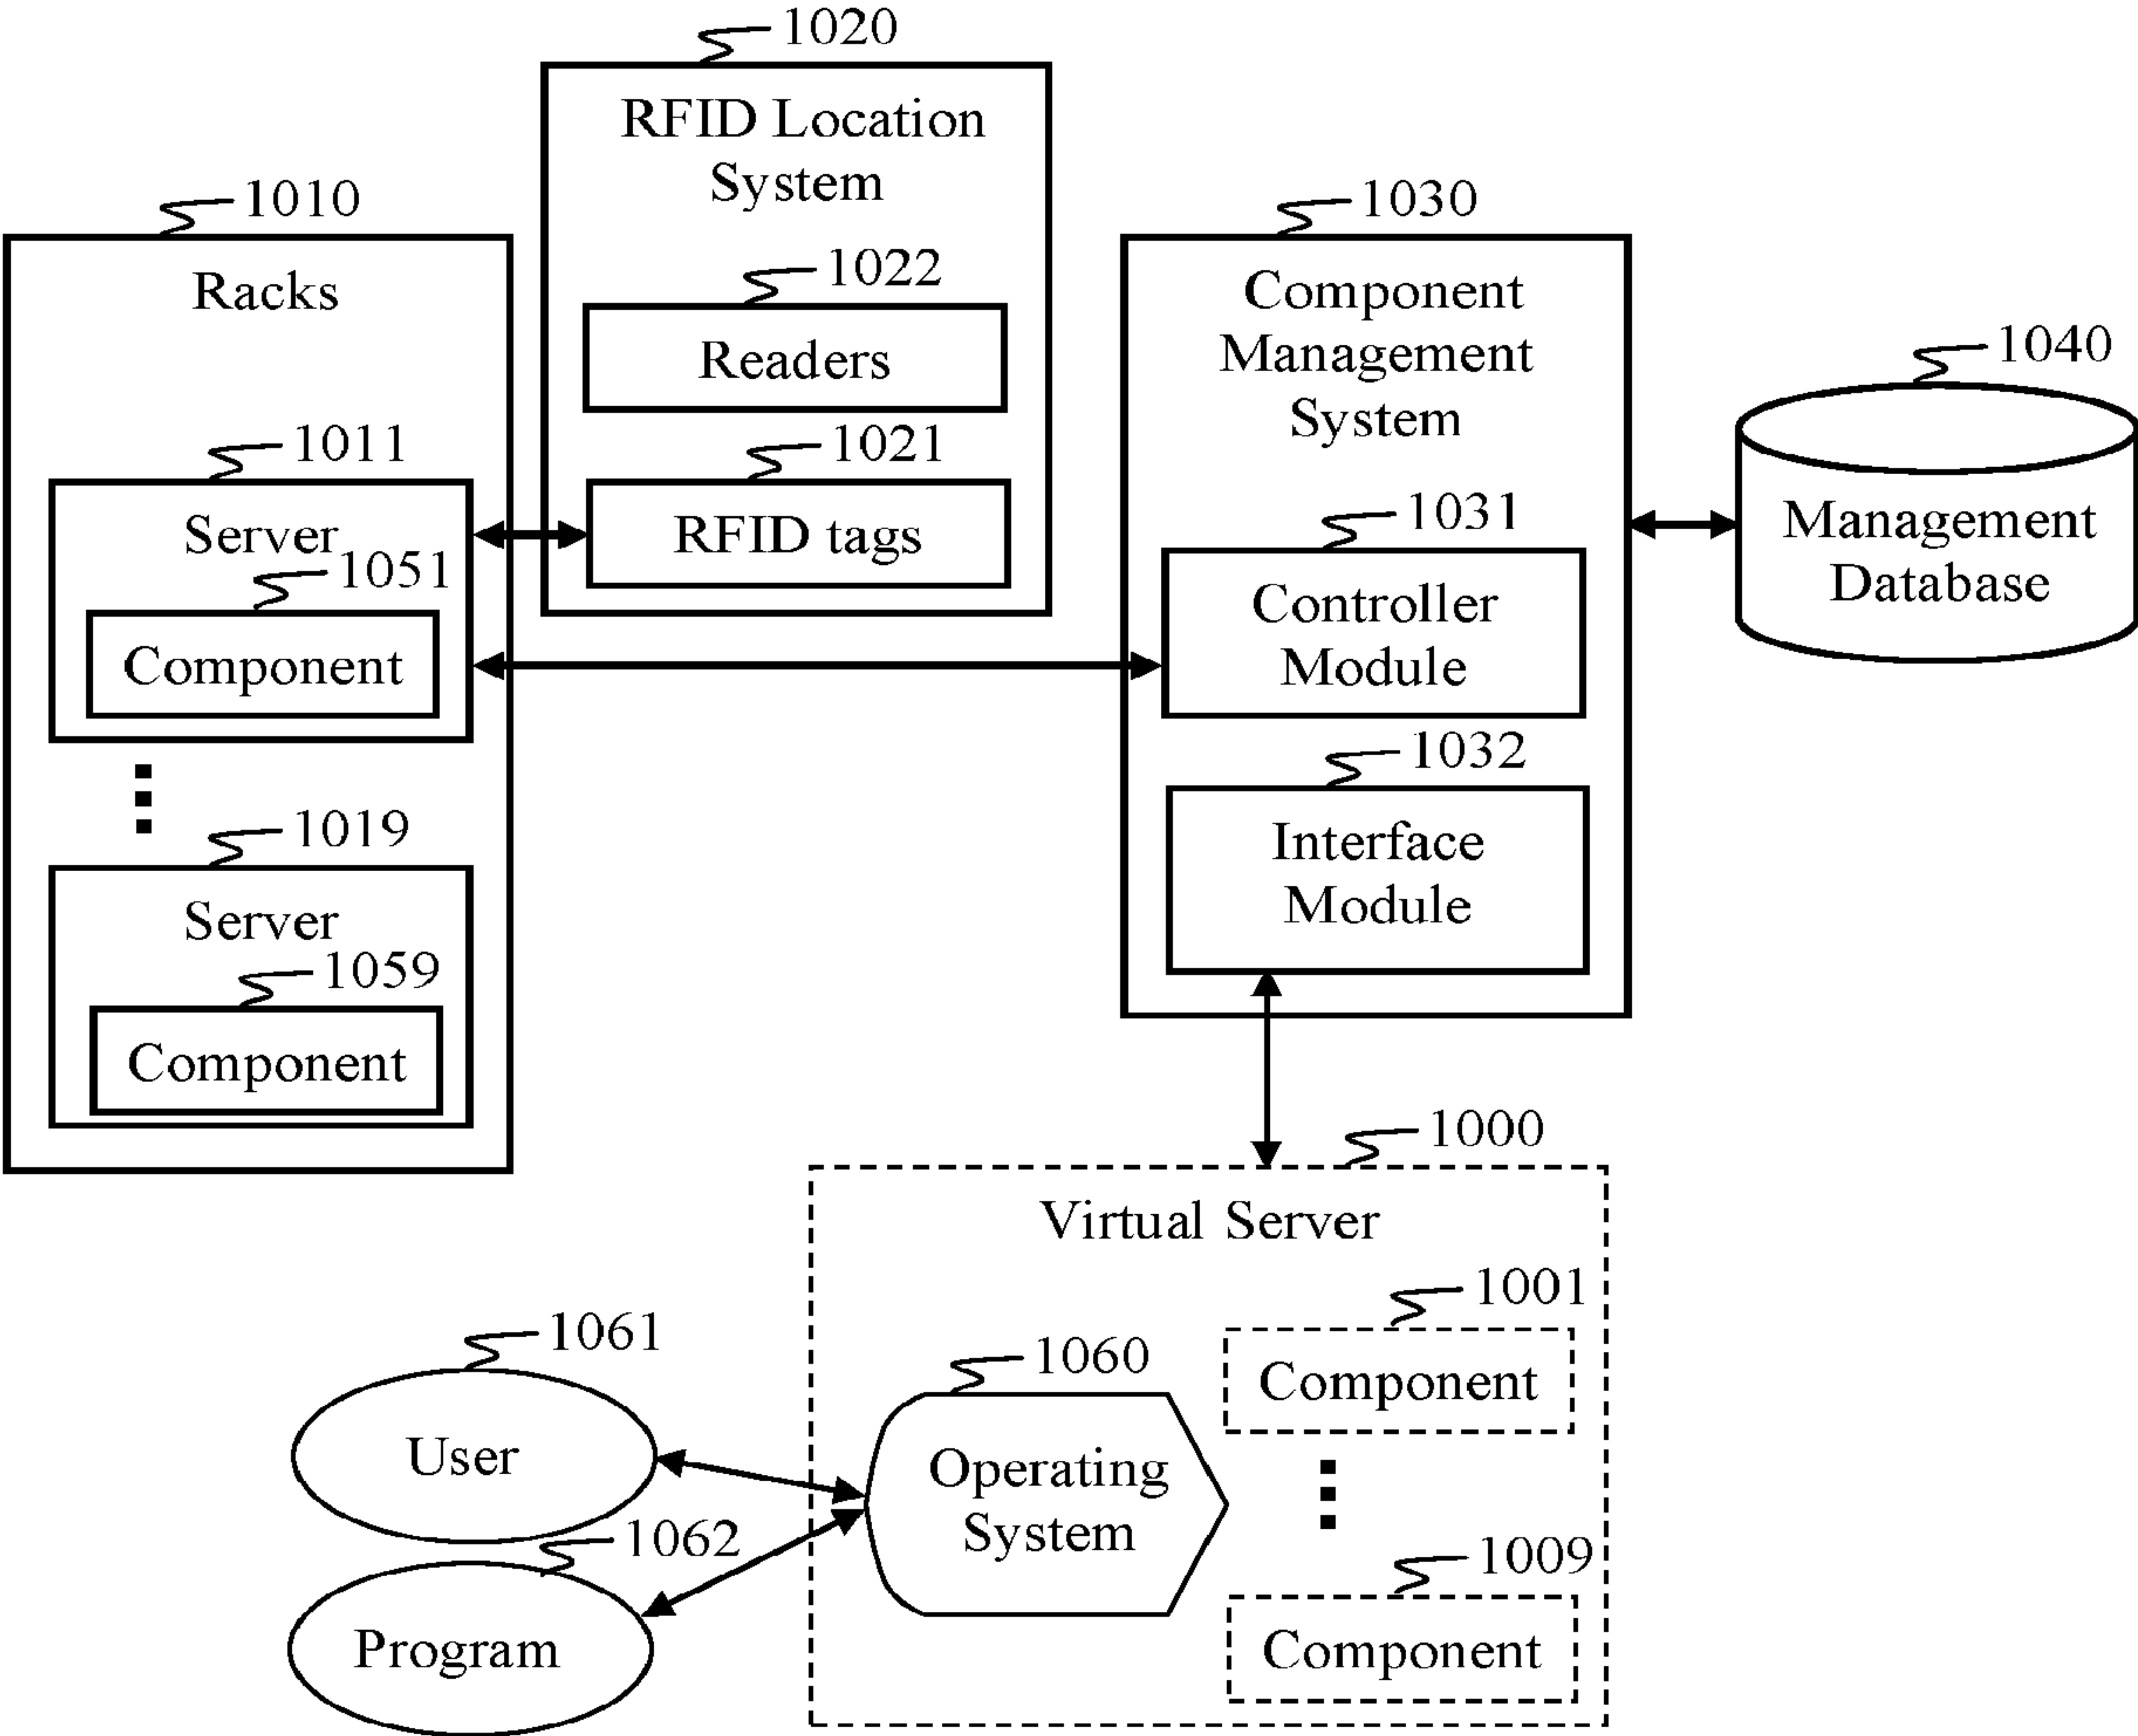 1020
RFID Location
System
1022
Readers
1021
RFID tags
1010
Racks
1011
Server
1051
Component
1019
Server
1059
Component
1030
Component
Management
System
1031
Controller
Module
1032
Interface
Module
1040
Management
Database
1000
Virtual Server
1001
Component
1009
Component
1060
Operating
System
1061
User
1062
Program